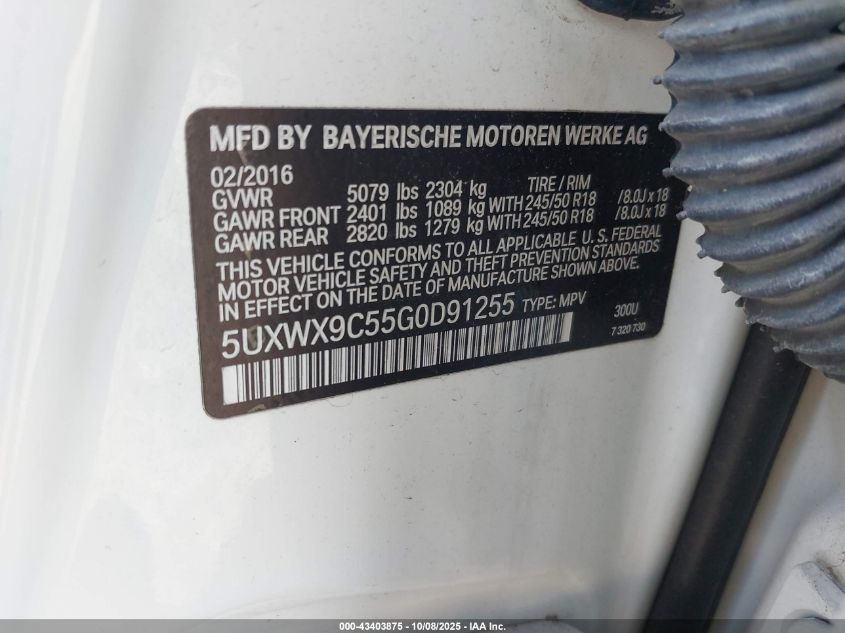 MFD BY BAYERISCHE MOTOREN WERKE AG
02/2016 TIRE / RIM
GVWR 5079 lbs 2304 kg
GAWR FRONT 2401 lbs 1089 kg WITH 245/50 R18 /8.0J x 18
GAWR REAR 2820 lbs 1279 kg WITH 245/50 R18 /8.0J x 18
THIS VEHICLE CONFORMS TO ALL APPLICABLE U. S. FEDERAL
MOTOR VEHICLE SAFETY AND THEFT PREVENTION STANDARDS
IN EFFECT ON THE DATE OF MANUFACTURE SHOWN ABOVE.
5UXWX9C55G0D91255 TYPE: MPV 300U
7 320 730
000-43403875 - 10/08/2025 - IAA Inc.